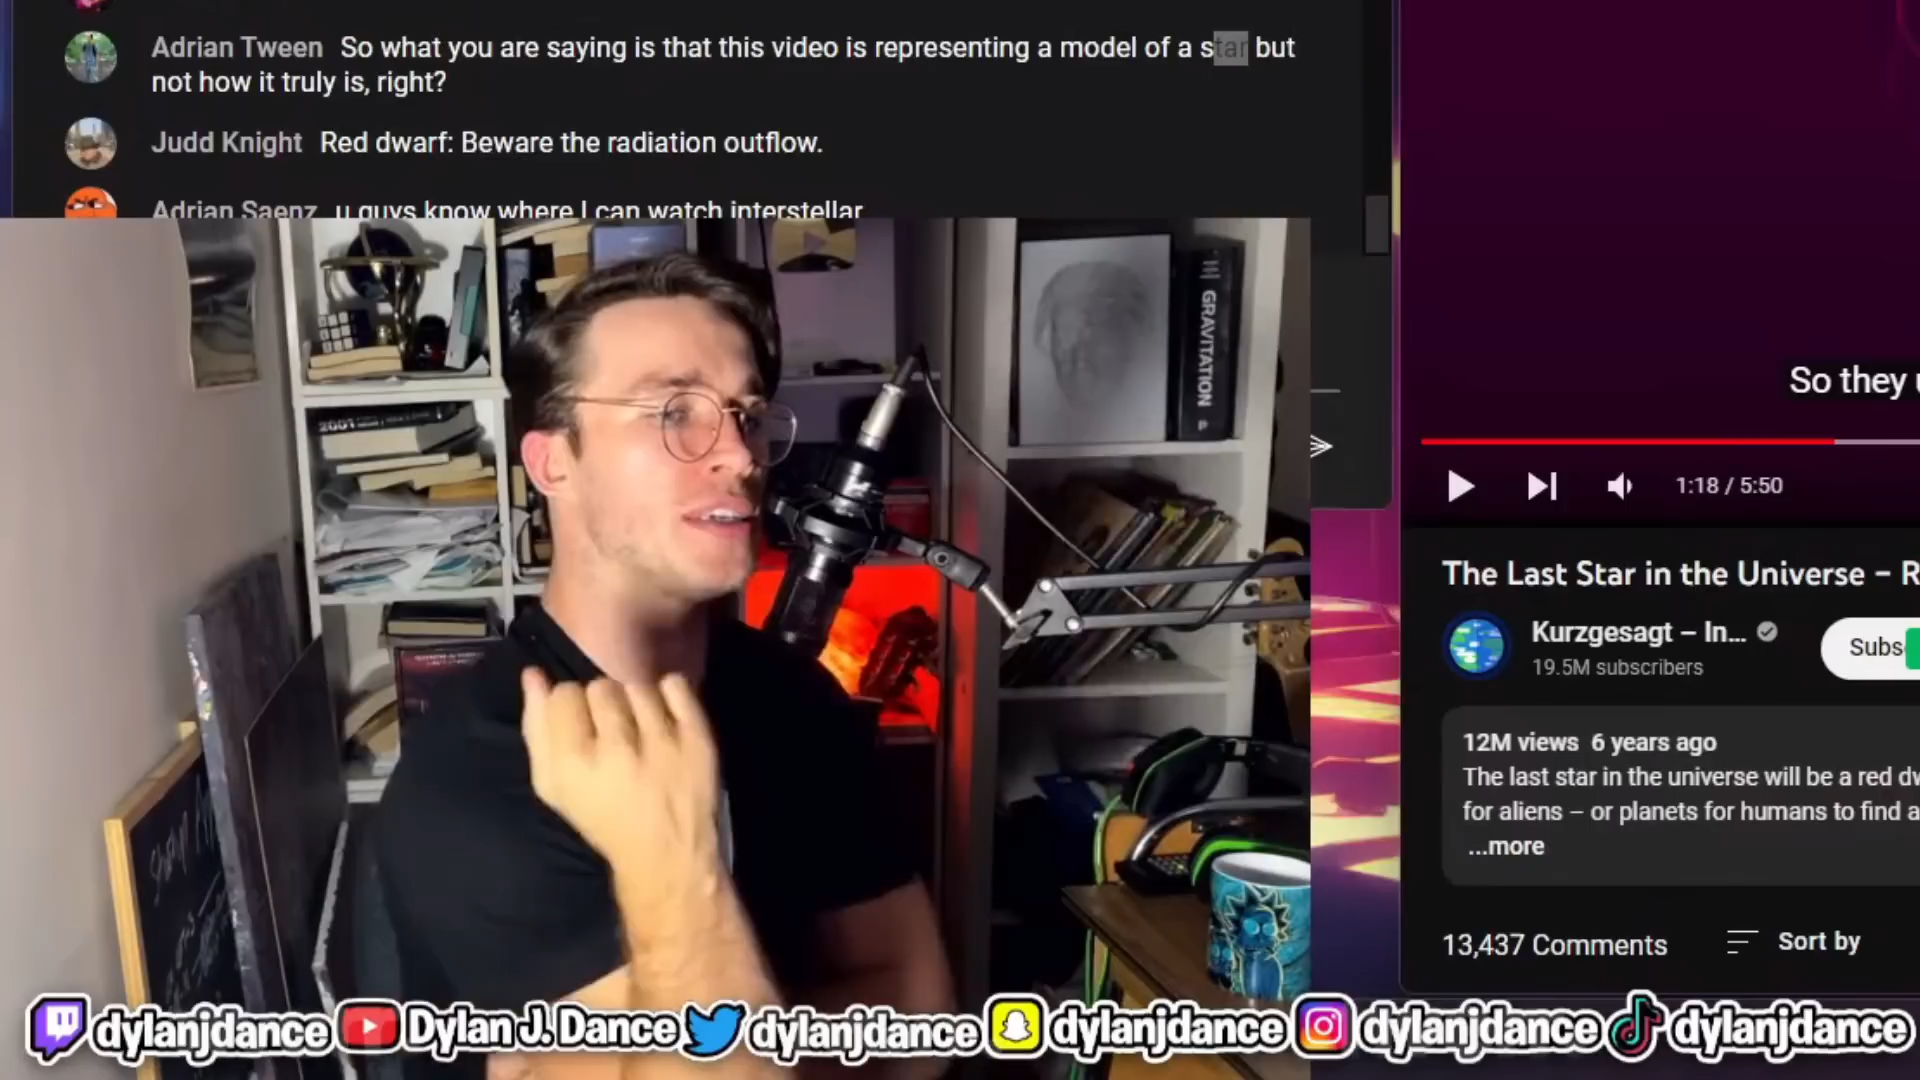 Adrian Tween So what you are saying is that this video is representing a model of a star but
not how it truly is, right?
Judd Knight Red dwarf: Beware the radiation outflow.
Adrian Saenz u guys know where I can watch interstellar
GRAVITATION
2001
So they
1:18 / 5:50
The Last Star in the Universe – R
Kurzgesagt – In...
19.5M subscribers
Subs
12M views 6 years ago
The last star in the universe will be a red dw
for aliens – or planets for humans to find a
...more
13,437 Comments
Sort by
dylanjdance Dylan J. Dance dylanjdance dylanjdance dylanjdance dylanjdance